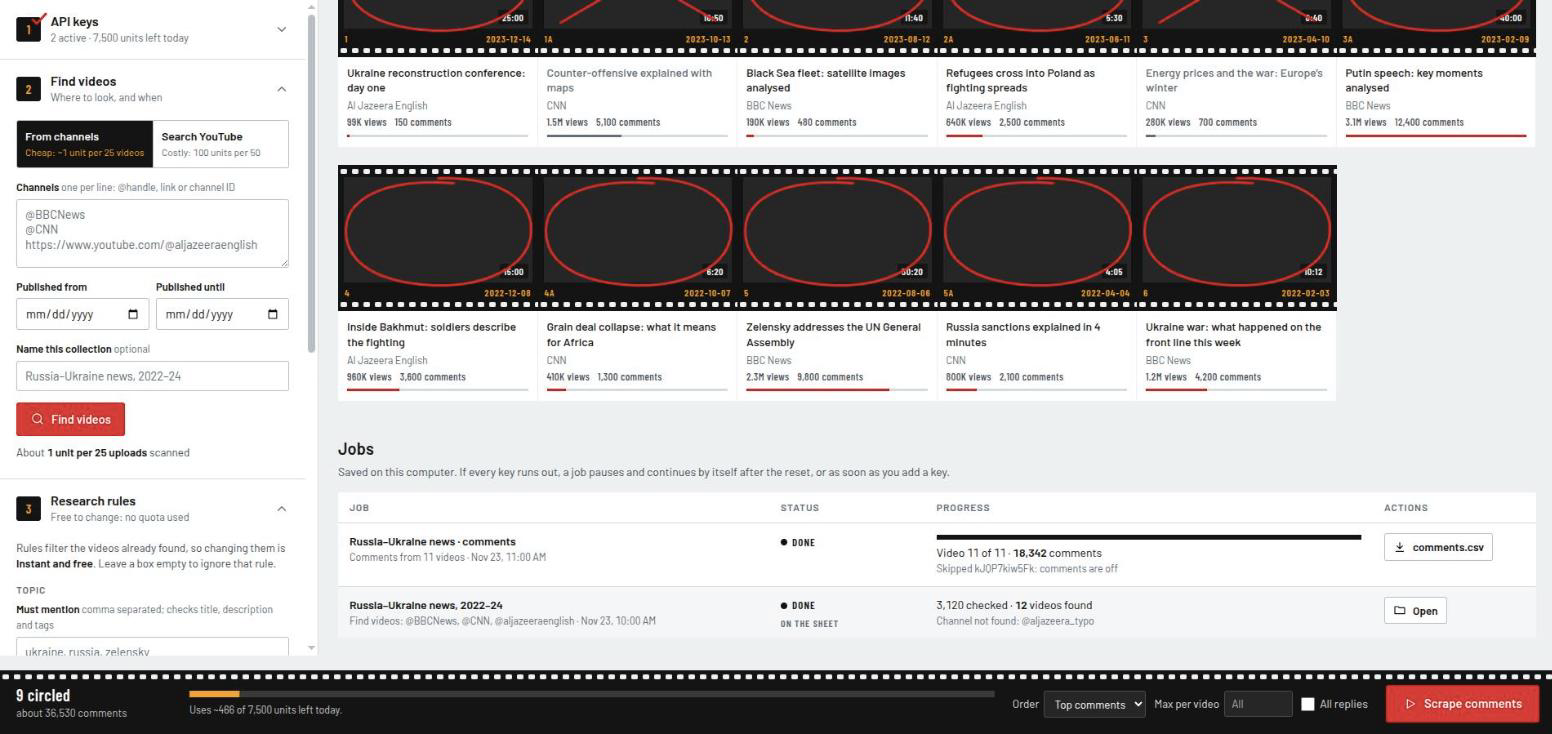 1
API keys
2 active · 7,500 units left today
2
Find videos
Where to look, and when
From channels
Cheap: ~1 unit per 25 videos
Search YouTube
Costly: 100 units per 50
Channels one per line: @handle, link or channel ID
@BBCNews
@CNN
https://www.youtube.com/@aljazeeraenglish
Published from
Published until
mm/dd/yyyy
mm/dd/yyyy
Name this collection optional
Russia–Ukraine news, 2022–24
Find videos
About 1 unit per 25 uploads scanned
3
Research rules
Free to change: no quota used
Rules filter the videos already found, so changing them is
instant and free. Leave a box empty to ignore that rule.
TOPIC
Must mention comma separated: checks title, description
and tags
ukraine, russia, zelensky
25:00
11:40
5:30
1 2023-12-14
1A 2023-10-13
2 2023-08-12
2A 2023-06-11
3 2023-04-10
3A 2023-02-09
Ukraine reconstruction conference:
day one
Al Jazeera English
99K views 150 comments
Counter-offensive explained with
maps
CNN
1.5M views 5,100 comments
Black Sea fleet: satellite images
analysed
BBC News
190K views 480 comments
Refugees cross into Poland as
fighting spreads
Al Jazeera English
640K views 2,500 comments
Energy prices and the war: Europe's
winter
CNN
280K views 700 comments
Putin speech: key moments
analysed
BBC News
3.1M views 12,400 comments
6:20
4:05
10:12
4 2022-12-08
4A 2022-10-07
5 2022-08-06
5A 2022-04-04
6 2022-02-03
Inside Bakhmut: soldiers describe
the fighting
Al Jazeera English
960K views 3,600 comments
Grain deal collapse: what it means
for Africa
CNN
410K views 1,300 comments
Zelensky addresses the UN General
Assembly
BBC News
2.3M views 9,800 comments
Russia sanctions explained in 4
minutes
CNN
800K views 2,100 comments
Ukraine war: what happened on the
front line this week
BBC News
1.2M views 4,200 comments
Jobs
Saved on this computer. If every key runs out, a job pauses and continues by itself after the reset, or as soon as you add a key.
JOB STATUS PROGRESS ACTIONS
Russia–Ukraine news · comments
Comments from 11 videos · Nov 23, 11:00 AM
DONE
Video 11 of 11 · 18,342 comments
Skipped kJQP7kiw5Fk: comments are off
comments.csv
Russia–Ukraine news, 2022–24
Find videos: @BBCNews, @CNN, @aljazeeraenglish · Nov 23, 10:00 AM
DONE
ON THE SHEET
3,120 checked · 12 videos found
Channel not found: @aljazeera_typo
Open
9 circled
about 36,530 comments
Uses ~466 of 7,500 units left today.
Order
Top comments
Max per video
All
All replies
Scrape comments